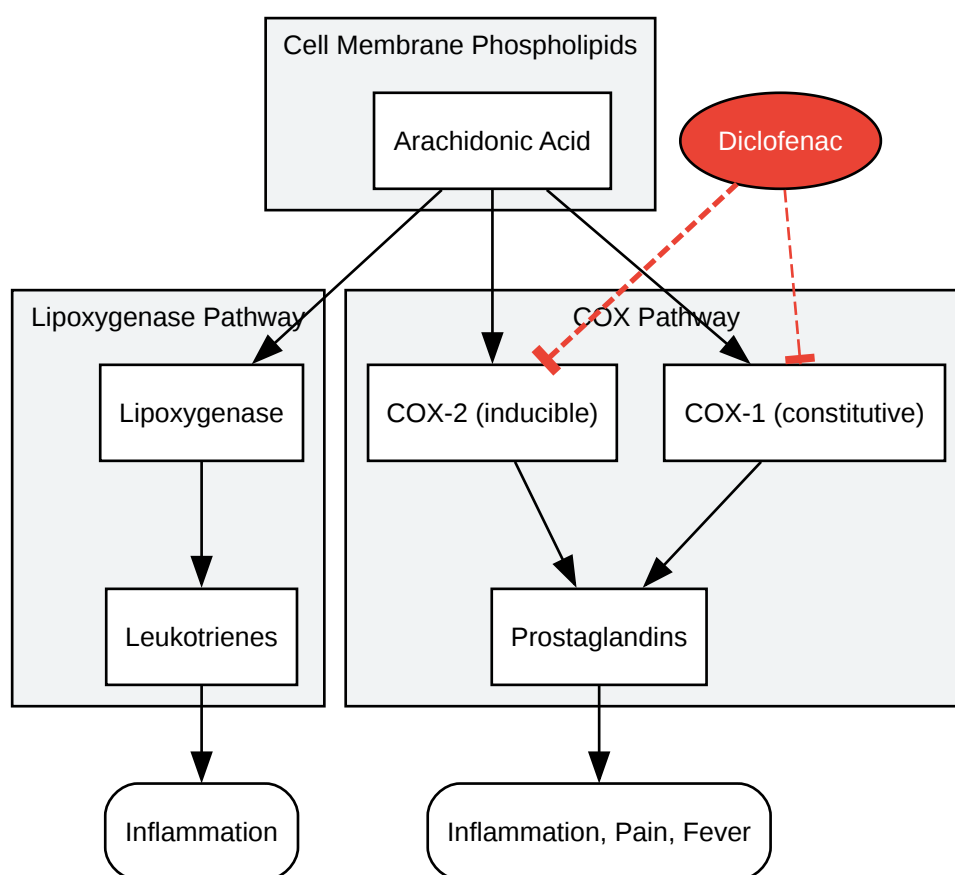 Cell Membrane Phospholipids
Arachidonic Acid
Diclofenac
Lipoxygenase Pathway
COX Pathway
Lipoxygenase
COX-2 (inducible)
COX-1 (constitutive)
Leukotrienes
Prostaglandins
Inflammation
Inflammation, Pain, Fever